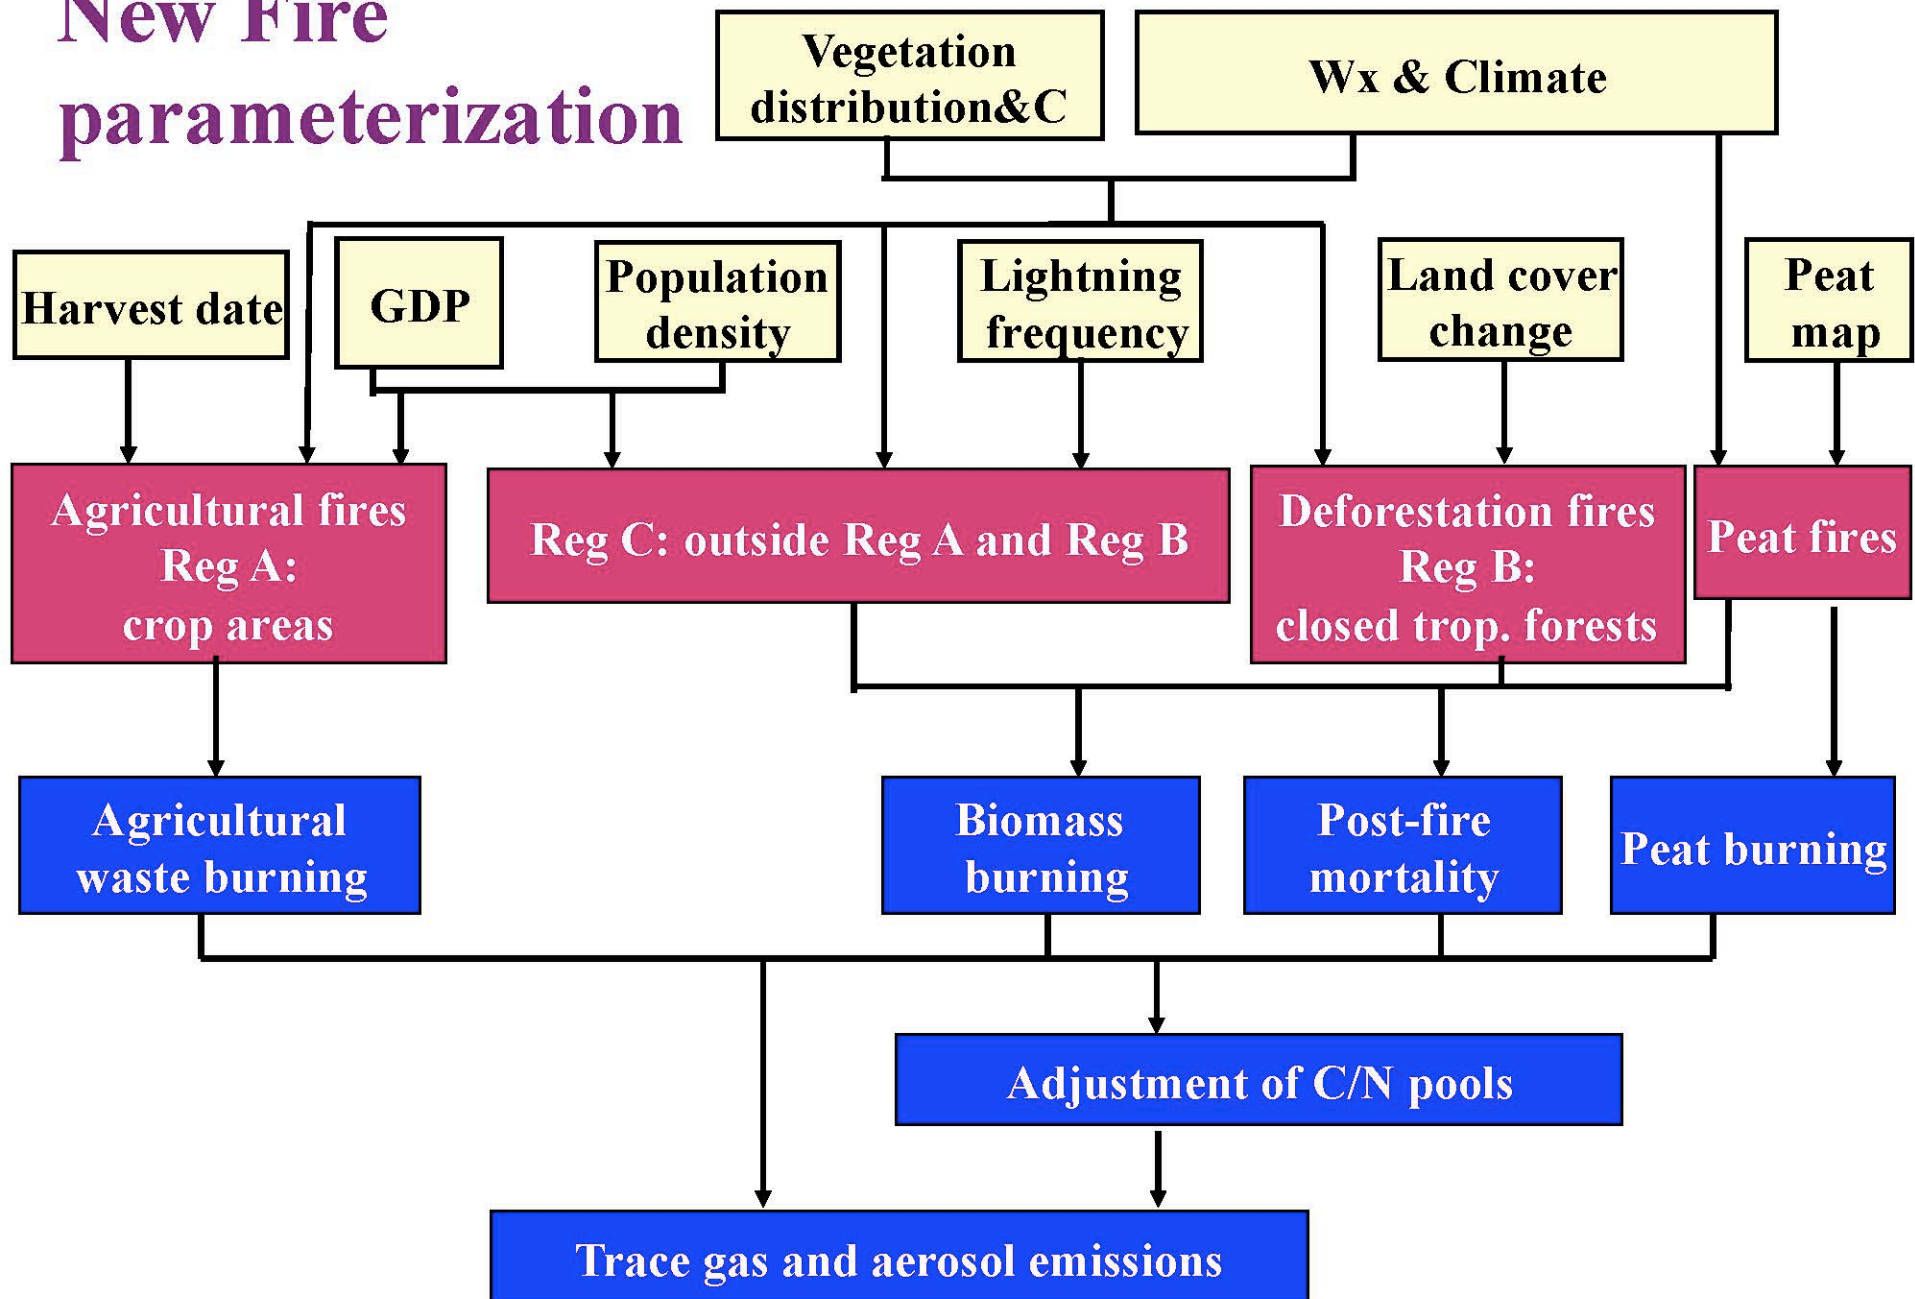 New Fire
parameterization
Vegetation
distribution&C
Wx & Climate
Harvest date
GDP
Population
density
Lightning
frequency
Land cover
change
Peat
map
Agricultural fires
Reg A:
crop areas
Reg C: outside Reg A and Reg B
Deforestation fires
Reg B:
closed trop. forests
Peat fires
Agricultural
waste burning
Biomass
burning
Post-fire
mortality
Peat burning
Adjustment of C/N pools
Trace gas and aerosol emissions